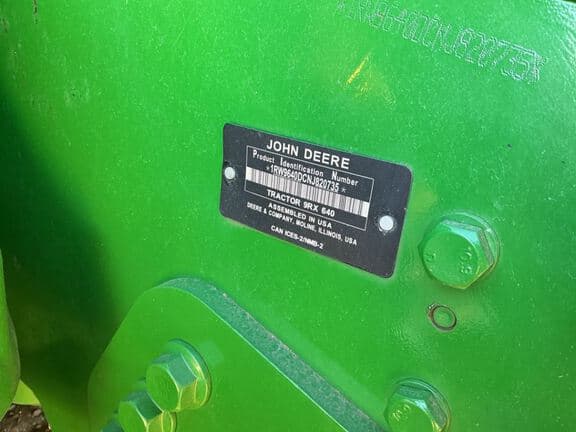 *1RW9640DCNJ820735*
JOHN DEERE
Product Identification Number
*1RW9640DCNJ820735*
TRACTOR 9RX 640
ASSEMBLED IN USA
DEERE & COMPANY, MOLINE, ILLINOIS, USA
CAN ICES-2/NMB-2